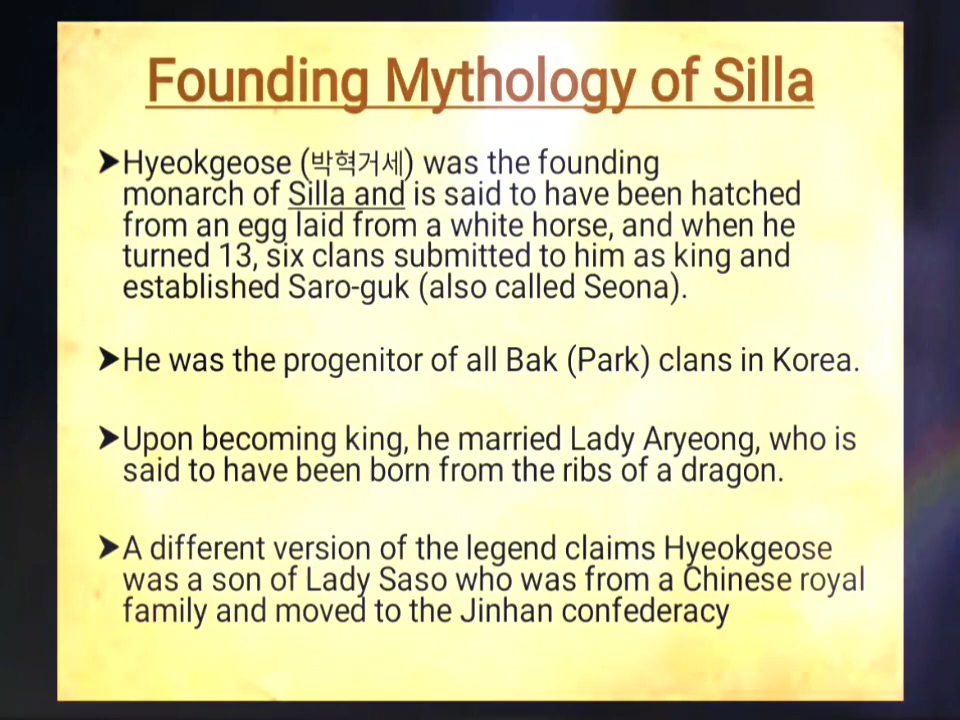 Founding Mythology of Silla
➤Hyeokgeose (박혁거세) was the founding
monarch of Silla and is said to have been hatched
from an egg laid from a white horse, and when he
turned 13, six clans submitted to him as king and
established Saro-guk (also called Seona).
➤He was the progenitor of all Bak (Park) clans in Korea.
➤Upon becoming king, he married Lady Aryeong, who is
said to have been born from the ribs of a dragon.
➤A different version of the legend claims Hyeokgeose
was a son of Lady Saso who was from a Chinese royal
family and moved to the Jinhan confederacy